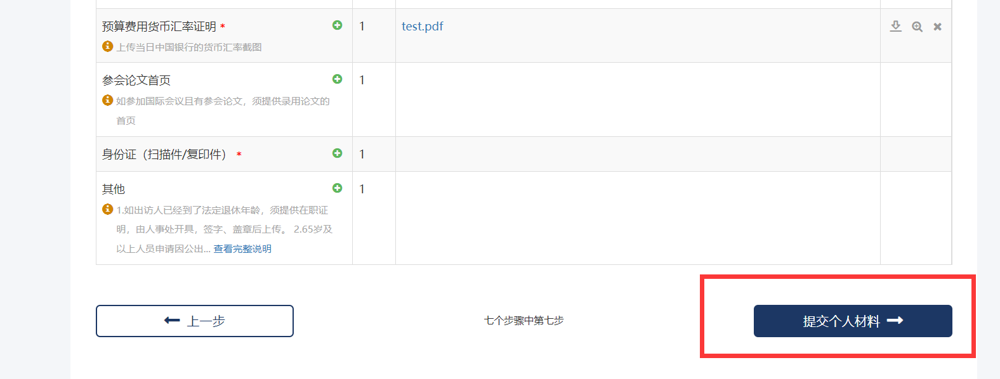 预算费用货币汇率证明 * 1 test.pdf
上传当日中国银行的货币汇率截图
参会论文首页 1
如参加国际会议且有参会论文，须提供录用论文的
首页
身份证（扫描件/复印件） * 1
其他 1
1.如出访人已经到了法定退休年龄，须提供在职证
明，由人事处开具，签字、盖章后上传。 2.65岁及
以上人员申请因公出... 查看完整说明
上一步 七个步骤中第七步 提交个人材料